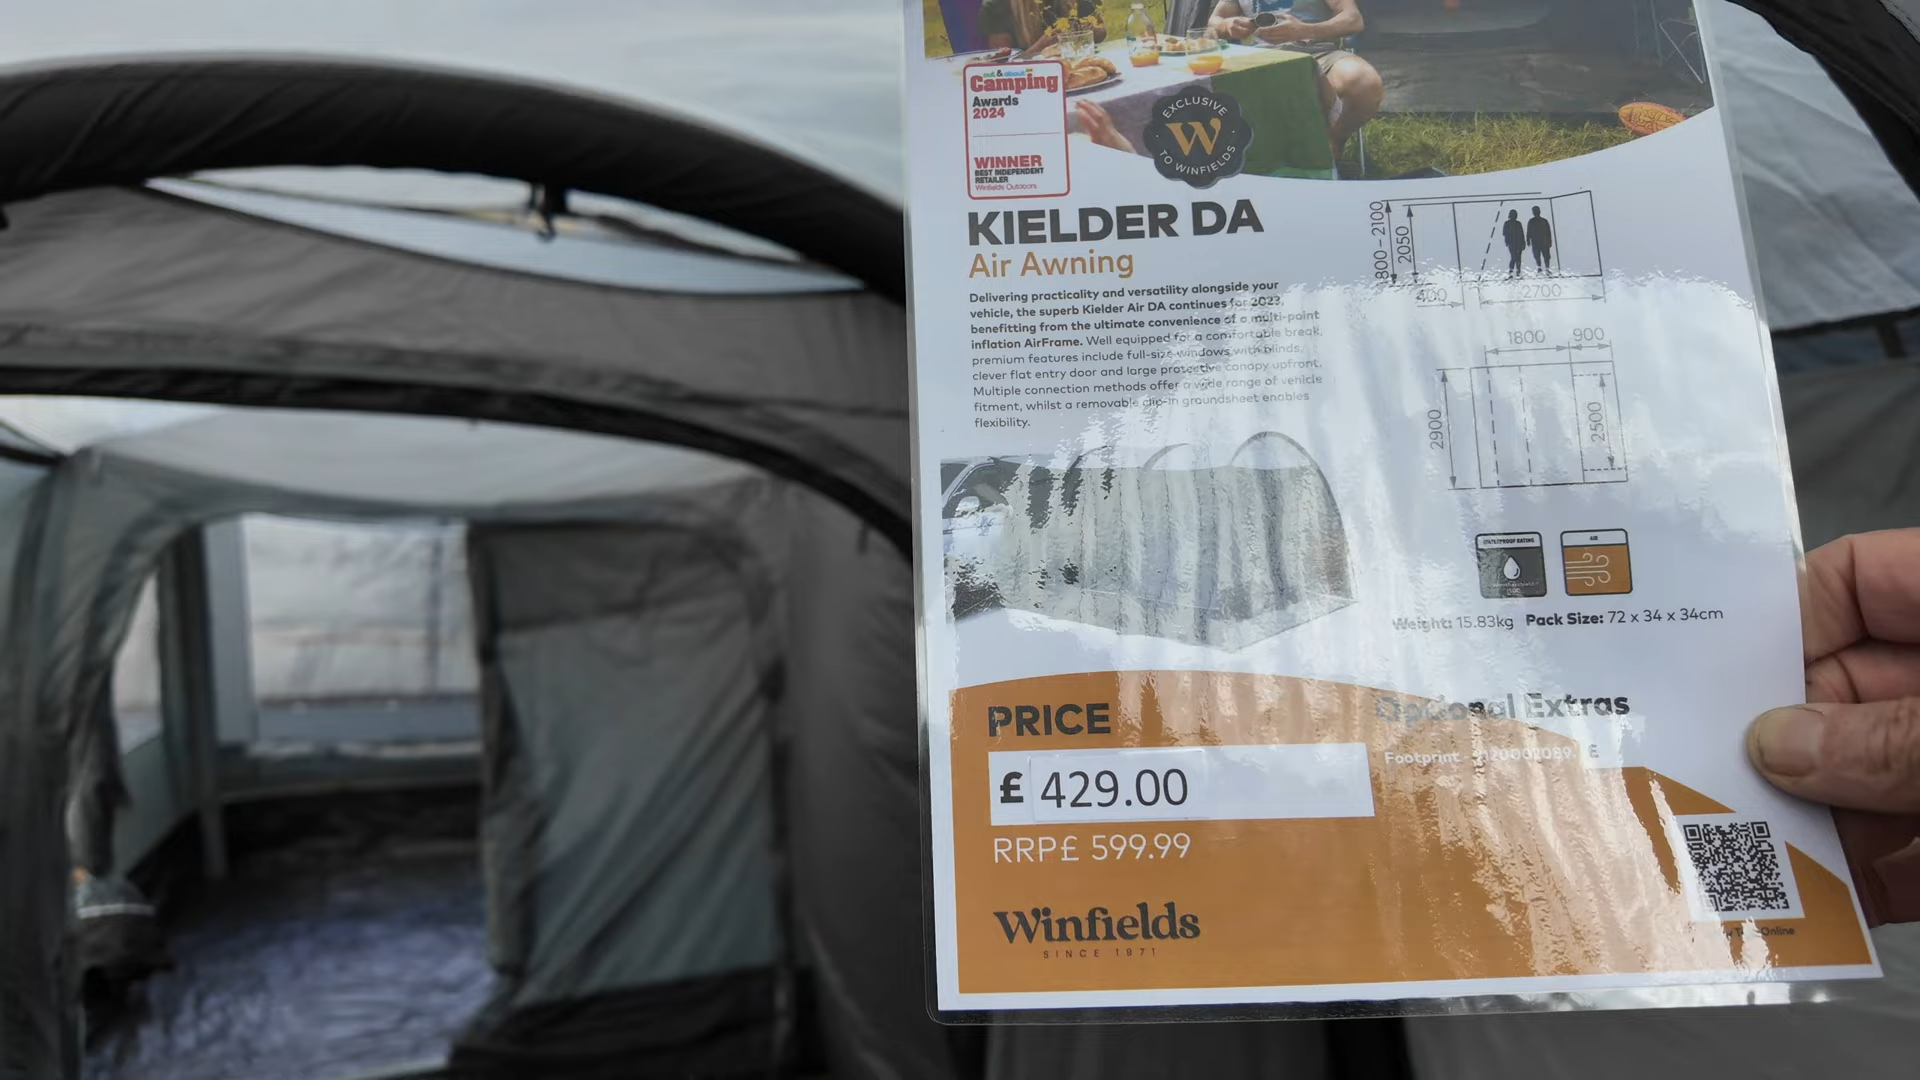 out & about
Camping
Awards
2024
WINNER
BEST INDEPENDENT
RETAILER
Winfields Outdoors
EXCLUSIVE
W
TO WINFIELDS
KIELDER DA
Air Awning
Delivering practicality and versatility alongside your
vehicle, the superb Kielder Air DA continues for 2023,
benefitting from the ultimate convenience of a multi-point
inflation AirFrame. Well equipped for a comfortable break,
premium features include full-size windows with blinds,
clever flat entry door and large protective canopy upfront.
Multiple connection methods offer a wide range of vehicle
fitment, whilst a removable clip-in groundsheet enables
flexibility.
800 - 2100
2050
400
2700
1800
900
2900
2500
WATERPROOF RATING
AIR
Weight: 15.83kg Pack Size: 72 x 34 x 34cm
PRICE
£ 429.00
RRP£ 599.99
Optional Extras
Footprint - £
Winfields
SINCE 1971
Online